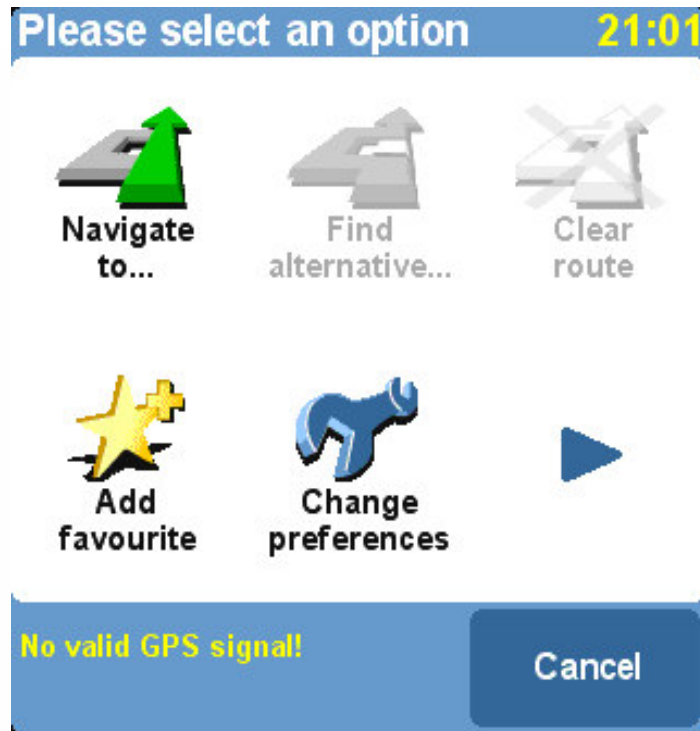 Please select an option 21:01
Navigate
to...
Find
alternative...
Clear
route
Add
favourite
Change
preferences
No valid GPS signal!
Cancel